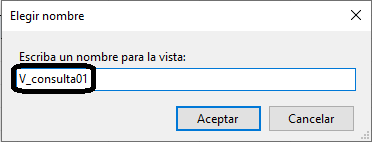 Elegir nombre
Escriba un nombre para la vista:
V_consulta01
Aceptar
Cancelar